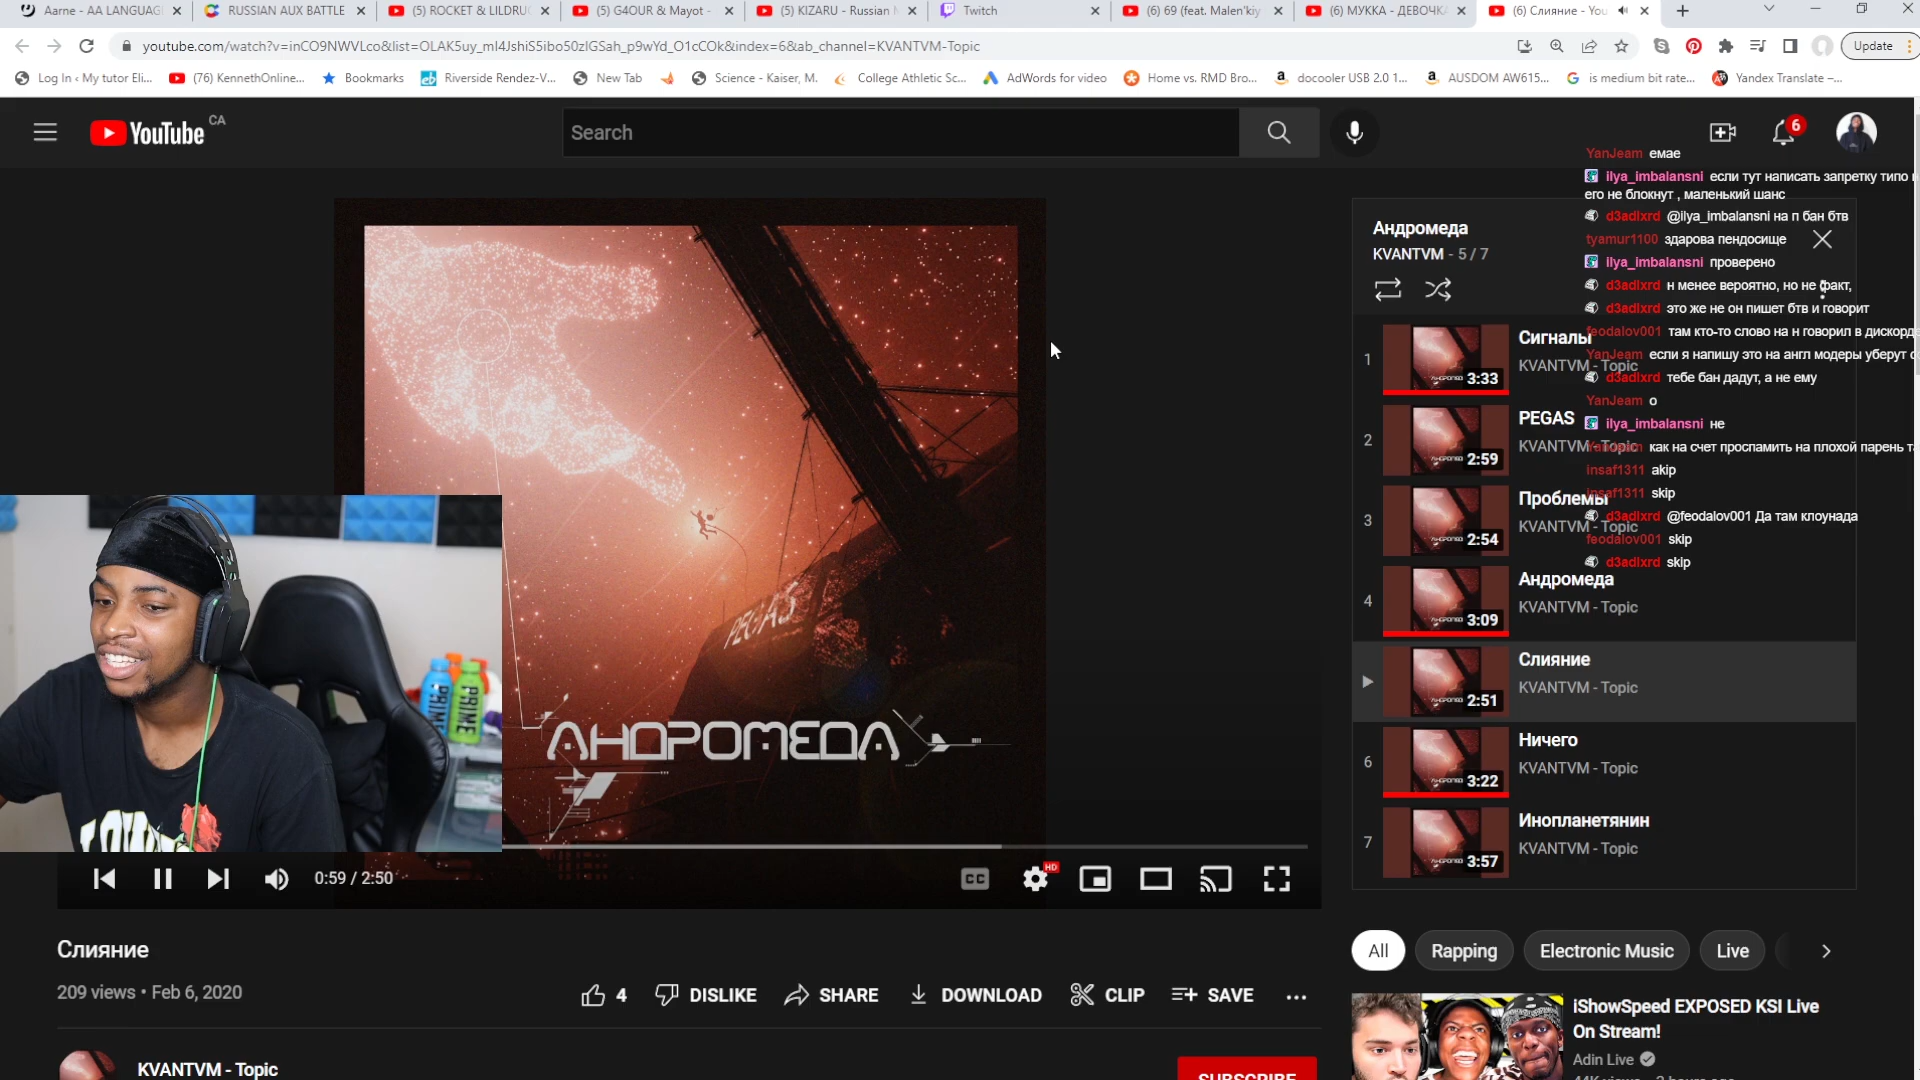 Aarne - AA LANGUAGE
RUSSIAN AUX BATTLE
(5) ROCKET & LILDRU
(5) G4OUR & Mayot -
(5) KIZARU - Russian
Twitch
(6) 69 (feat. Malen'kiy
(6) МУККА - ДЕВОЧКА
(6) Слияние - You
youtube.com/watch?v=inCO9NWVLco&list=OLAK5uy_ml4JshiS5ibo50zlGSah_p9wYd_O1cCOk&index=6&ab_channel=KVANTVM-Topic
Update
Log In ‹ My tutor Eli...
(76) KennethOnline...
Bookmarks
Riverside Rendez-V...
New Tab
Science - Kaiser, M.
College Athletic Sc...
AdWords for video
Home vs. RMD Bro...
docooler USB 2.0 1...
AUSDOM AW615...
is medium bit rate...
Yandex Translate –...
YouTube CA
Search
6
YanJeam емае
ilya_imbalansni если тут написать запретку типо
его не блокнут , маленький шанс
d3adlxrd @ilya_imbalansni на п бан бтв
tyamur1100 здарова пендосище
ilya_imbalansni проверено
d3adlxrd н менее вероятно, но не факт,
d3adlxrd это же не он пишет бтв и говорит
feodalov001 там кто-то слово на н говорил в дискорде
YanJeam если я напишу это на англ модеры уберут
d3adlxrd тебе бан дадут, а не ему
YanJeam о
ilya_imbalansni не
YanJeam как на счет проспамить на плохой парень
insaf1311 akip
insaf1311 skip
d3adlxrd @feodalov001 Да там клоунада
feodalov001 skip
d3adlxrd skip
Андромеда
KVANTVM - 5 / 7
1
3:33
Сигналы
KVANTVM - Topic
2
2:59
PEGAS
KVANTVM - Topic
3
2:54
Проблемы
KVANTVM - Topic
4
3:09
Андромеда
KVANTVM - Topic
2:51
Слияние
KVANTVM - Topic
6
3:22
Ничего
KVANTVM - Topic
7
3:57
Инопланетянин
KVANTVM - Topic
PEGAS
АНДРОМЕДА
PRIME
PRIME
0:59 / 2:50
CC
HD
Слияние
209 views • Feb 6, 2020
4
DISLIKE
SHARE
DOWNLOAD
CLIP
SAVE
KVANTVM - Topic
SUBSCRIBE
All
Rapping
Electronic Music
Live
iShowSpeed EXPOSED KSI Live
On Stream!
Adin Live